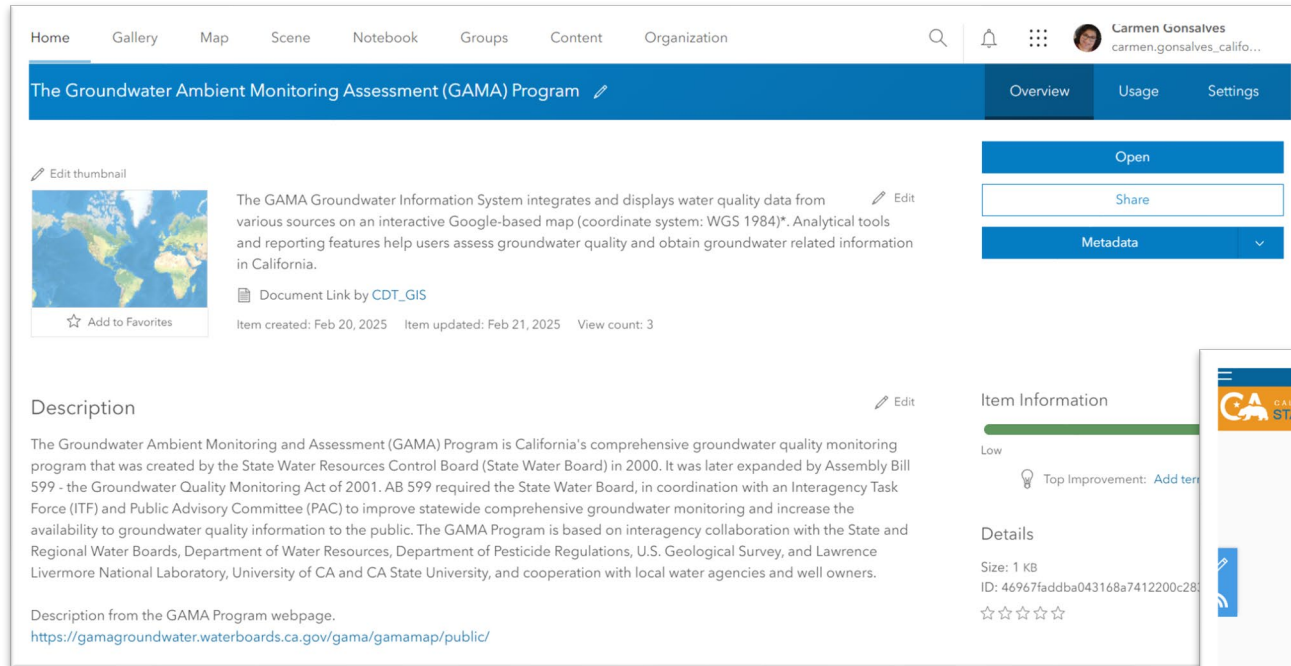 Home Gallery Map Scene Notebook Groups Content Organization
Carmen Gonsalves
carmen.gonsalves_califo...
The Groundwater Ambient Monitoring Assessment (GAMA) Program
Overview Usage Settings
Edit thumbnail
Add to Favorites
The GAMA Groundwater Information System integrates and displays water quality data from
various sources on an interactive Google-based map (coordinate system: WGS 1984)*. Analytical tools
and reporting features help users assess groundwater quality and obtain groundwater related information
in California.
Edit
Document Link by CDT_GIS
Item created: Feb 20, 2025 Item updated: Feb 21, 2025 View count: 3
Open
Share
Metadata
Description
Edit
The Groundwater Ambient Monitoring and Assessment (GAMA) Program is California's comprehensive groundwater quality monitoring
program that was created by the State Water Resources Control Board (State Water Board) in 2000. It was later expanded by Assembly Bill
599 - the Groundwater Quality Monitoring Act of 2001. AB 599 required the State Water Board, in coordination with an Interagency Task
Force (ITF) and Public Advisory Committee (PAC) to improve statewide comprehensive groundwater monitoring and increase the
availability to groundwater quality information to the public. The GAMA Program is based on interagency collaboration with the State and
Regional Water Boards, Department of Water Resources, Department of Pesticide Regulations, U.S. Geological Survey, and Lawrence
Livermore National Laboratory, University of CA and CA State University, and cooperation with local water agencies and well owners.
Description from the GAMA Program webpage.
https://gamagroundwater.waterboards.ca.gov/gama/gamamap/public/
Item Information
Low
Top Improvement: Add
Details
Size: 1 KB
ID:
CA